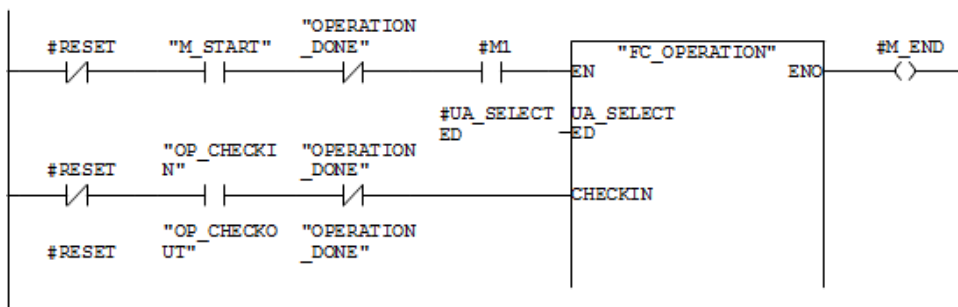 "OPERATION
#RESET "M_START" _DONE" #M1 "FC_OPERATION" #M_END
EN ENO
#UA_SELECT UA_SELECT
ED ED
"OP_CHECKI "OPERATION
#RESET N" _DONE"
CHECKIN
"OP_CHECKO "OPERATION
#RESET UT" _DONE"